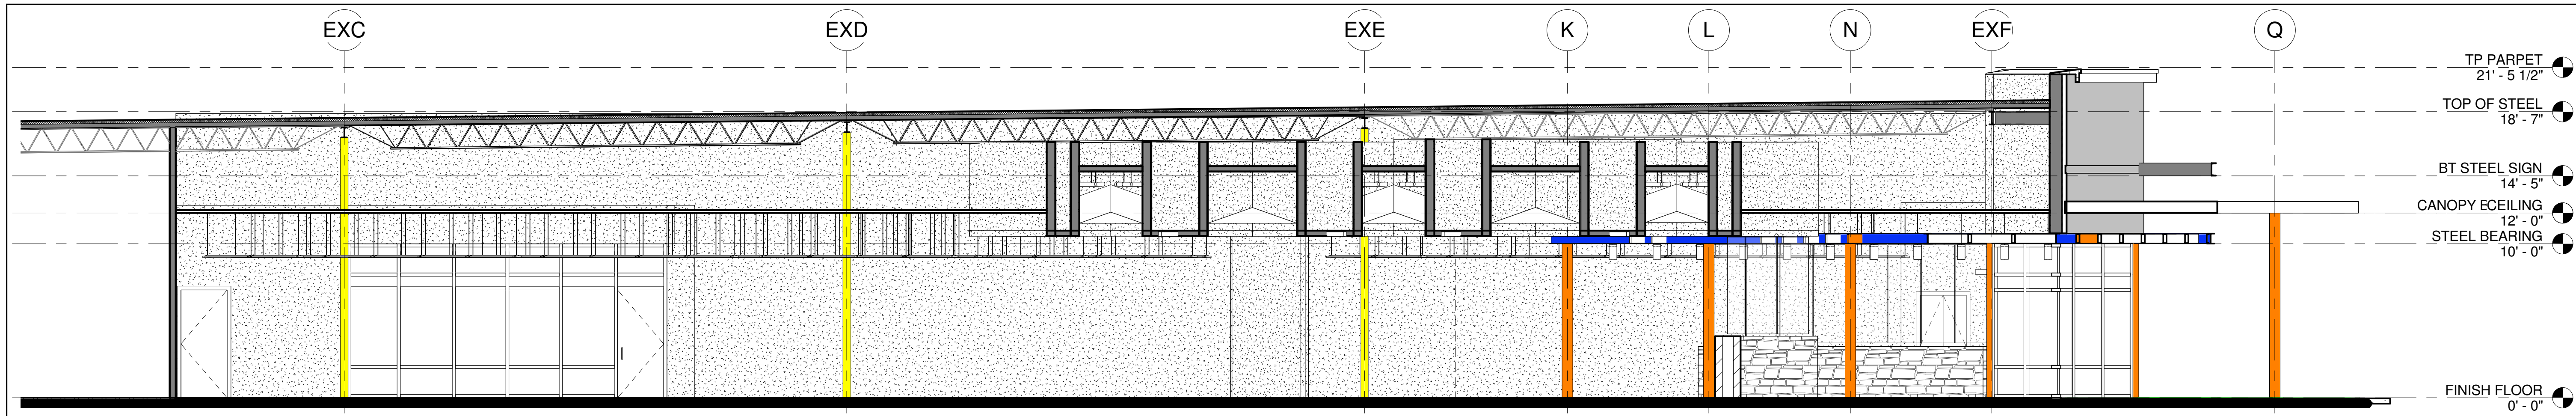 EXC
EXD
EXE
K
L
N
EXF
Q
TP PARPET
21' - 5 1/2"
TOP OF STEEL
18' - 7"
BT STEEL SIGN
14' - 5"
CANOPY ECEILING
12' - 0"
STEEL BEARING
10' - 0"
FINISH FLOOR
0' - 0"